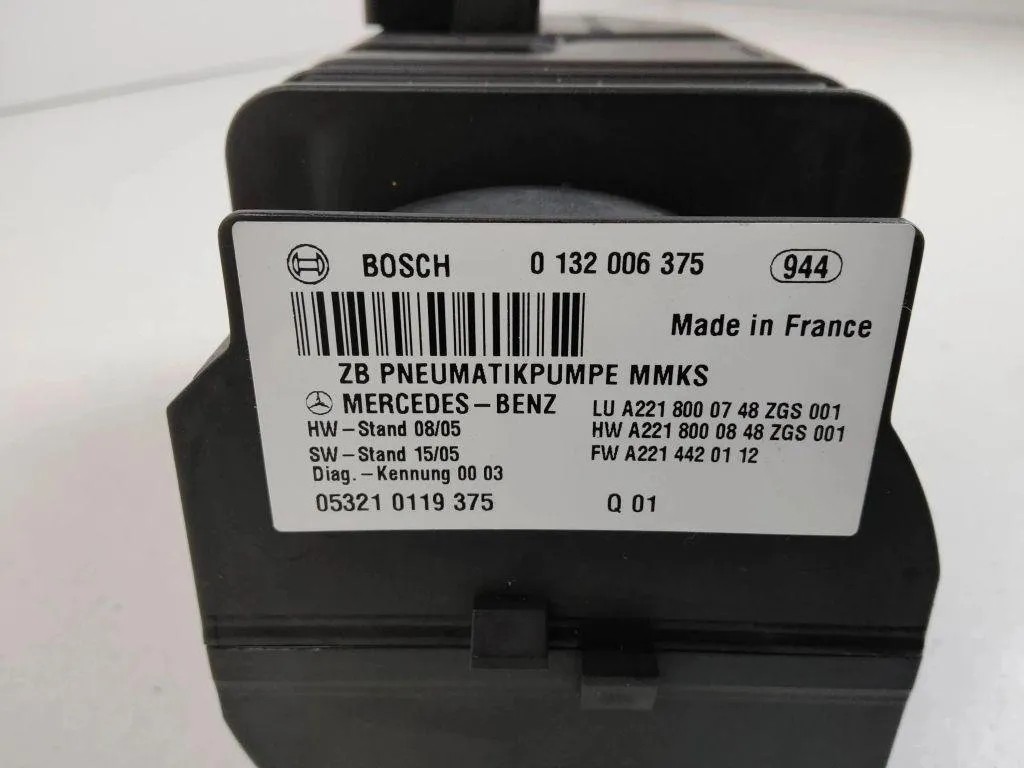 BOSCH 0 132 006 375 944
Made in France
ZB PNEUMATIKPUMPE MMKS
MERCEDES-BENZ LU A221 800 07 48 ZGS 001
HW-Stand 08/05 HW A221 800 08 48 ZGS 001
SW-Stand 15/05 FW A221 442 01 12
Diag.-Kennung 00 03
05321 0119 375 Q 01